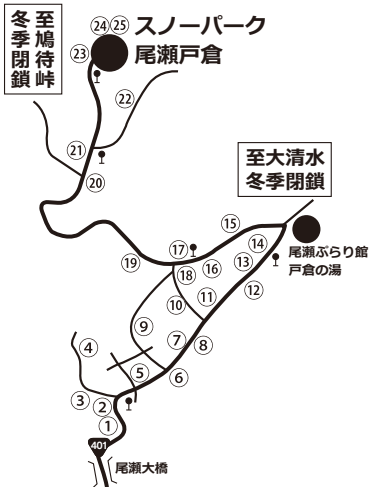 至鳩待峠
冬季閉鎖
㉔ ㉕
スノーパーク
尾瀬戸倉
㉓
㉒
㉑
⑳
至大清水
冬季閉鎖
⑮
⑰
⑭
尾瀬ぶらり館
戸倉の湯
⑲
⑱
⑯
⑬
⑫
⑩
⑪
⑨
④
⑦
⑧
⑤
⑥
③
②
①
401
尾瀬大橋